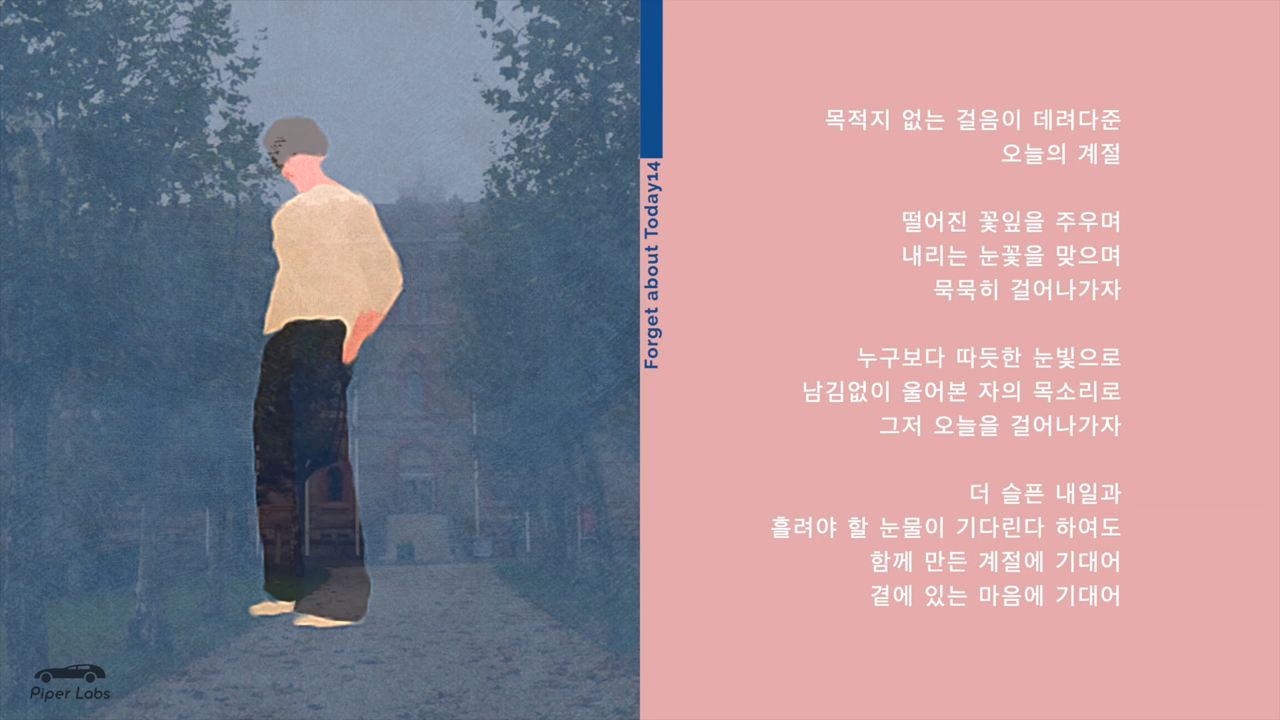 목적지 없는 걸음이 데려다준
오늘의 계절
떨어진 꽃잎을 주우며
내리는 눈꽃을 맞으며
묵묵히 걸어나가자
누구보다 따듯한 눈빛으로
남김없이 울어본 자의 목소리로
그저 오늘을 걸어나가자
더 슬픈 내일과
흘려야 할 눈물이 기다린다 하여도
함께 만든 계절에 기대어
곁에 있는 마음에 기대어
Forget about Today14
Piper Labs